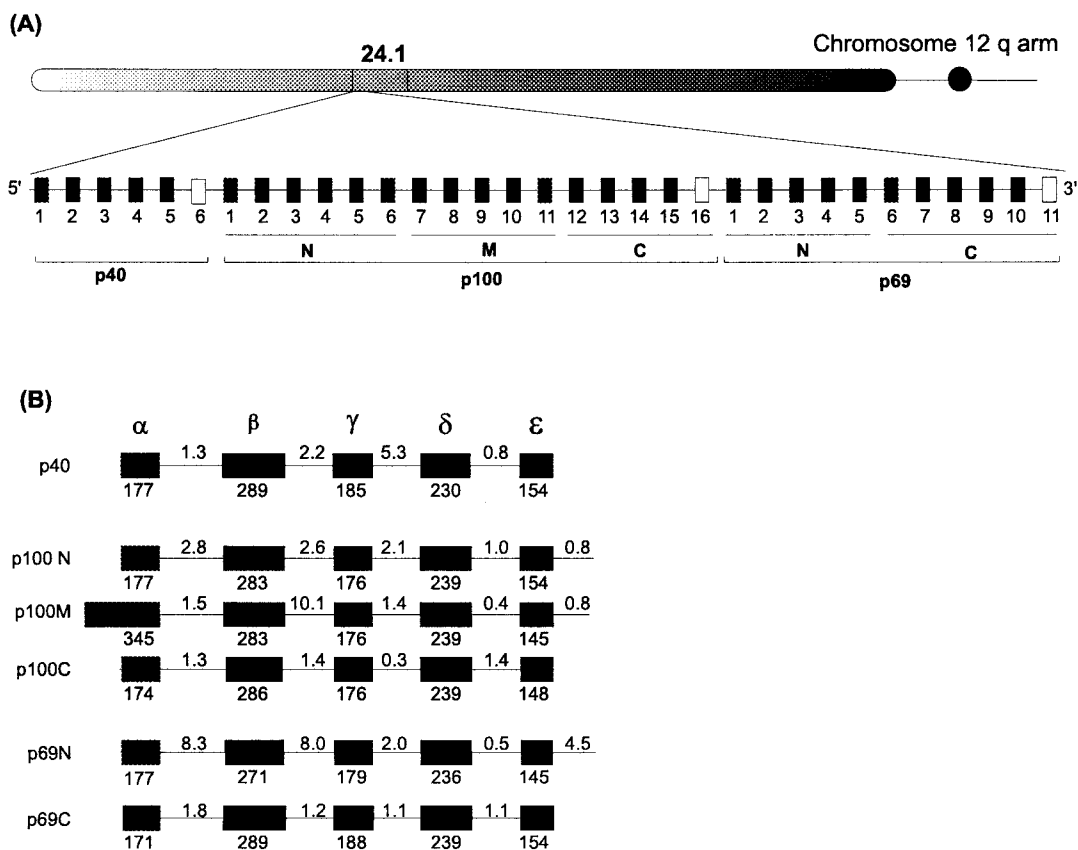 (A)
24.1
Chromosome 12 q arm
5' 3'
1 2 3 4 5 6 1 2 3 4 5 6 7 8 9 10 11 12 13 14 15 16 1 2 3 4 5 6 7 8 9 10 11
N M C N C
p40 p100 p69
(B)
α β γ δ ε
p40 1.3 2.2 5.3 0.8
177 289 185 230 154
p100 N 2.8 2.6 2.1 1.0 0.8
177 283 176 239 154
p100M 1.5 10.1 1.4 0.4 0.8
345 283 176 239 145
p100C 1.3 1.4 0.3 1.4
174 286 176 239 148
p69N 8.3 8.0 2.0 0.5 4.5
177 271 179 236 145
p69C 1.8 1.2 1.1 1.1
171 289 188 239 154